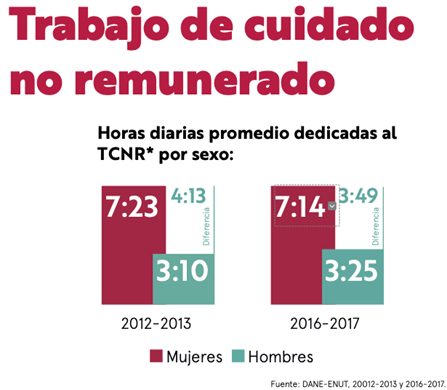 Trabajo de cuidado
no remunerado
Horas diarias promedio dedicadas al
TCNR* por sexo:
7:23
4:13
Diferencia
3:10
2012-2013
7:14
3:49
Diferencia
3:25
2016-2017
Mujeres Hombres
Fuente: DANE-ENUT, 20012-2013 y 2016-2017.